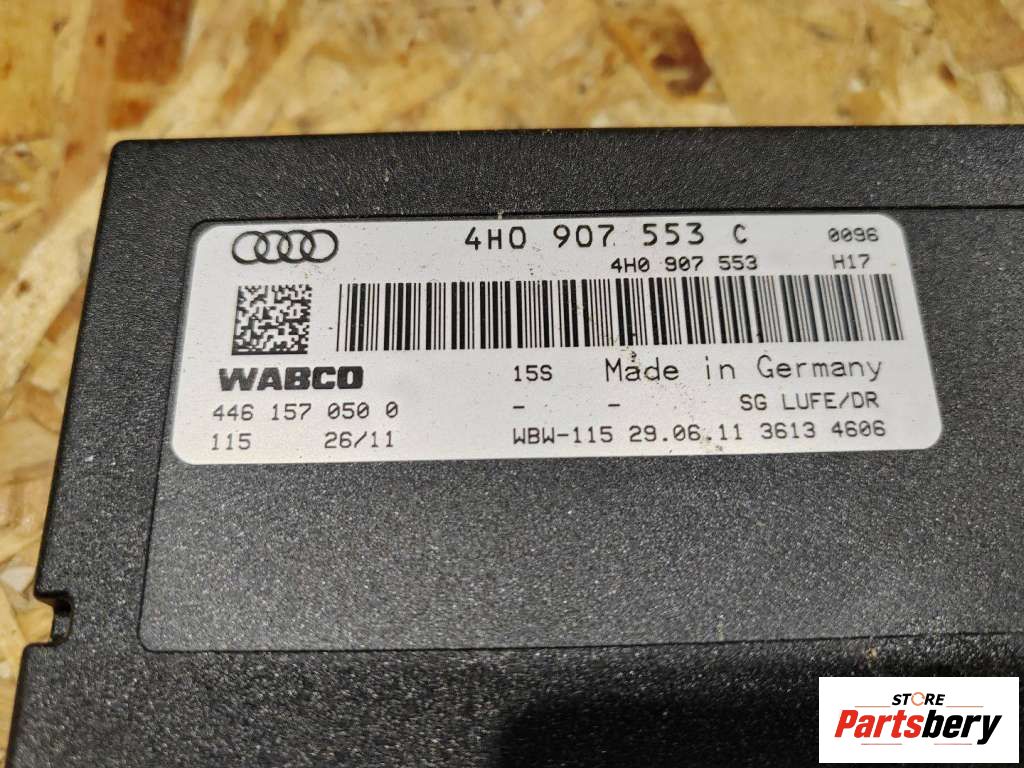 4H0 907 553 C 0096
4H0 907 553 H17
WABCO 15S Made in Germany
446 157 050 0 - - SG LUFE/DR
115 26/11 WBW-115 29.06.11 3613 4606
STORE
Partsbery